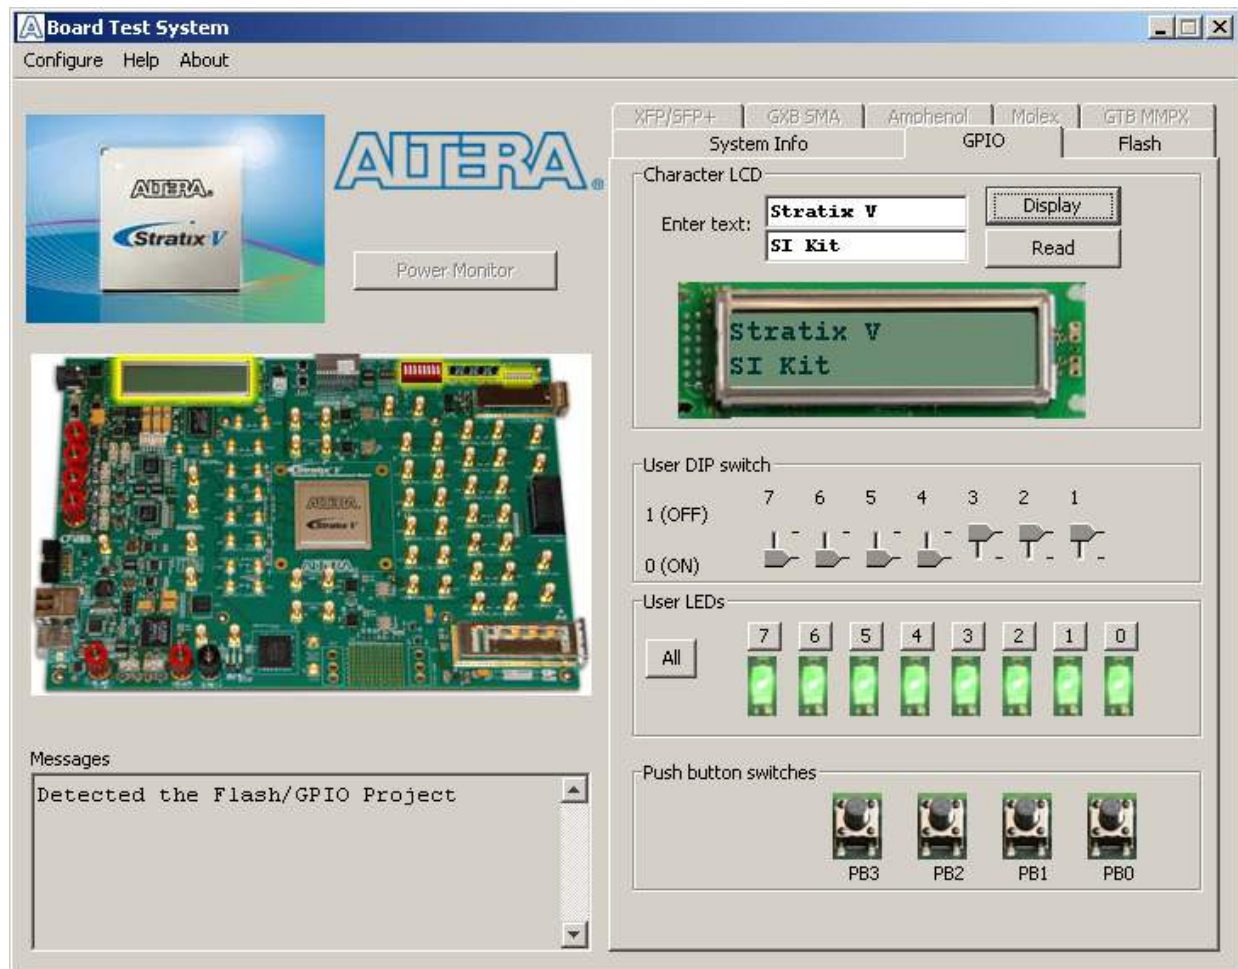 Board Test System
Configure Help About
ALTERA.
Stratix V
ALTERA®
Power Monitor
ALTERA.
Stratix V
ALTERA
Messages
Detected the Flash/GPIO Project
XFP/SFP+ GXB SMA Amphenol Molex GTB MMPX
System Info GPIO Flash
Character LCD
Enter text:
Stratix V
SI Kit
Display
Read
Stratix V
SI Kit
User DIP switch
7 6 5 4 3 2 1
1 (OFF)
0 (ON)
User LEDs
All
7 6 5 4 3 2 1 0
Push button switches
PB3 PB2 PB1 PB0